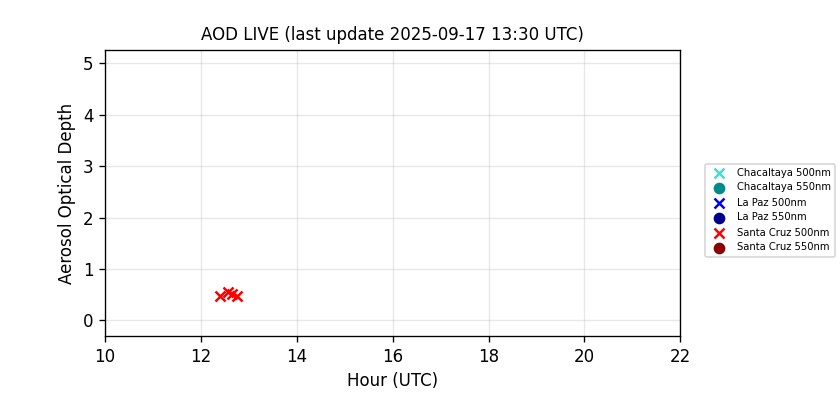 AOD LIVE (last update 2025-09-17 13:30 UTC)
5
4
3
2
1
0
Aerosol Optical Depth
10 12 14 16 18 20 22
Hour (UTC)
Chacaltaya 500nm
Chacaltaya 550nm
La Paz 500nm
La Paz 550nm
Santa Cruz 500nm
Santa Cruz 550nm